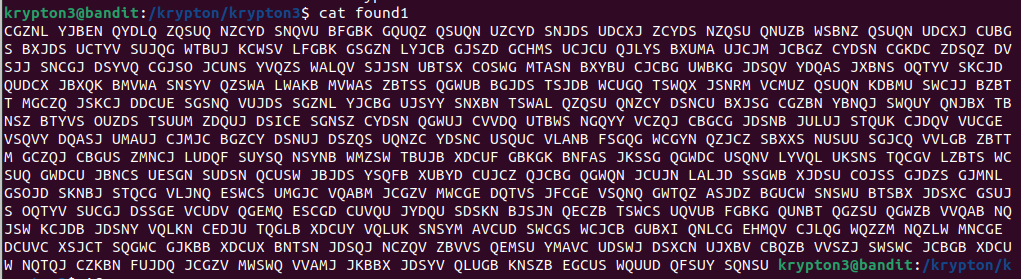 krypton3@bandit:/krypton/krypton3$ cat found1
CGZNL YJBEN QYDLQ ZQSUQ NZCYD SNQVU BFGBK GQUQZ QSUQN UZCYD SNJDS UDCXJ ZCYDS NZQSU QNUZB WSBNZ QSUQN UDCXJ CUBG
S BXJDS UCTYV SUJQG WTBUJ KCWSV LFGBK GSGZN LYJCB GJSZD GCHMS UCJCU QJLYS BXUMA UJCJM JCBGZ CYDSN CGKDC ZDSQZ DV
SJJ SNCGJ DSYVQ CGJSO JCUNS YVQZS WALQV SJJSN UBTSX COSWG MTASN BXYBU CJCBG UWBKG JDSQV YDQAS JXBNS OQTYV SKCJD
QUDCX JBXQK BMVWA SNSYV QZSWA LWAKB MVWAS ZBTSS QGWUB BGJDS TSJDB WCUGQ TSWQX JSNRM VCMUZ QSUQN KDBMU SWCJJ BZBT
T MGCZQ JSKCJ DDCUE SGSNQ VUJDS SGZNL YJCBG UJSYY SNXBN TSWAL QZQSU QNZCY DSNCU BXJSG CGZBN YBNQJ SWQUY QNJBX TB
NSZ BTYVS OUZDS TSUUM ZDQUJ DSICE SGNSZ CYDSN QGWUJ CVVDQ UTBWS NGQYY VCZQJ CBGCG JDSNB JULUJ STQUK CJDQV VUCGE
VSQVY DQASJ UMAUJ CJMJC BGZCY DSNUJ DSZQS UQNZC YDSNC USQUC VLANB FSGQG WCGYN QZJCZ SBXXS NUSUU SGJCQ VVLGB ZBTT
M GCZQJ CBGUS ZMNCJ LUDQF SUYSQ NSYNB WMZSW TBUJB XDCUF GBKGK BNFAS JKSSG QGWDC USQNV LYVQL UKSNS TQCGV LZBTS WC
SUQ GWDCU JBNCS UESGN SUDSN QCUSW JBJDS YSQFB XUBYD CUJCZ QJCBG QGWQN JCUJN LALJD SSGWB XJDSU COJSS GJDZS GJMNL
GSOJD SKNBJ STQCG VLJNQ ESWCS UMGJC VQABM JCGZV MWCGE DQTVS JFCGE VSQNQ GWTQZ ASJDZ BGUCW SNSWU BTSBX JDSXC GSUJ
S OQTYV SUCGJ DSSGE VCUDV QGEMQ ESCGD CUVQU JYDQU SDSKN BJSJN QECZB TSWCS UQVUB FGBKG QUNBT QGZSU QGWZB VVQAB NQ
JSW KCJDB JDSNY VQLKN CEDJU TQGLB XDCUY VQLUK SNSYM AVCUD SWCGS WCJCB GUBXI QNLCG EHMQV CJLQG WQZZM NQZLW MNCGE
DCUVC XSJCT SQGWC GJKBB XDCUX BNTSN JDSQJ NCZQV ZBVVS QEMSU YMAVC UDSWJ DSXCN UJXBV CBQZB VVSZJ SWSWC JCBGB XDCU
W NQTQJ CZKBN FUJDQ JCGZV MWSWQ VVAMJ JKBBX JDSYV QLUGB KNSZB EGCUS WQUUD QFSUY SQNSU krypton3@bandit:/krypton/k